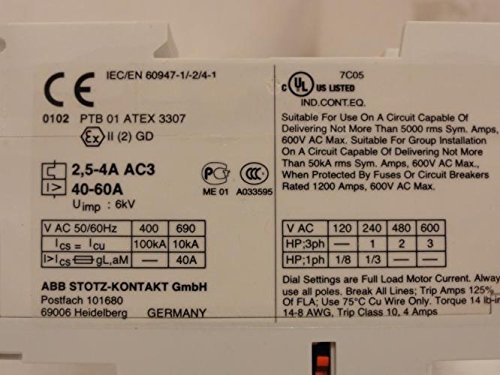 CE
IEC/EN 60947-1/-2/4-1
0102 PTB 01 ATEX 3307
Ex II (2) GD
2,5-4A AC3
I> 40-60A
Uimp : 6kV
V AC 50/60Hz 400 690
Ics = Icu 100kA 10kA
I>Ics gL,aM — 40A
ABB STOTZ-KONTAKT GmbH
Postfach 101680
69006 Heidelberg GERMANY
PC
ME 01
CCC
A033595
7C05
C UL US LISTED
IND.CONT.EQ.
Suitable For Use On A Circuit Capable Of
Delivering Not More Than 5000 rms Sym. Amps,
600V AC Max. Suitable For Group Installation
On A Circuit Capable Of Delivering Not More
Than 50kA rms Sym. Amps, 600V AC Max.
When Protected By Fuses Or Circuit Breakers
Rated 1200 Amps, 600V AC Max.
V AC 120 240 480 600
HP;3ph — 1 2 3
HP;1ph 1/8 1/3 — —
Dial Settings are Full Load Motor Current. Always
use all poles. Break All Lines; Trip Amps 125%
Of FLA; Use 75°C Cu Wire Only. Torque 14 lb-in
14-8 AWG, Trip Class 10, 4 Amps